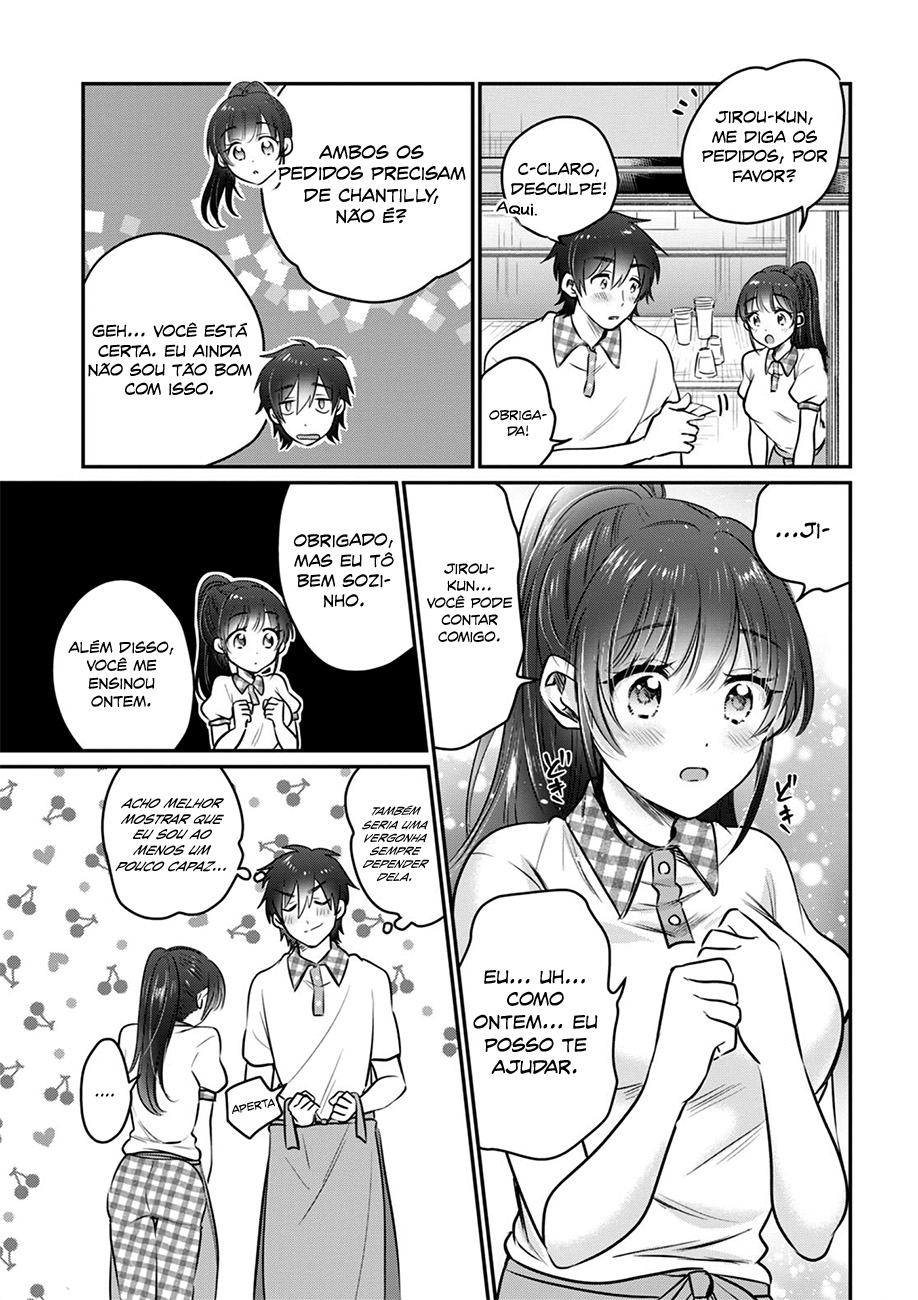 JIROU-KUN,
ME DIGA OS
PEDIDOS, POR
FAVOR?
C-CLARO,
DESCULPE!
Aqui.
OBRIGA-
DA!
AMBOS OS
PEDIDOS PRECISAM
DE CHANTILLY,
NÃO É?
GEH... VOCÊ ESTÁ
CERTA. EU AINDA
NÃO SOU TÃO BOM
COM ISSO.
...JI-
JIROU-
KUN...
VOCÊ PODE
CONTAR
COMIGO.
どき
どき
EU... UH...
COMO
ONTEM... EU
POSSO TE
AJUDAR.
OBRIGADO,
MAS EU TÔ
BEM SOZI-
NHO.
ALÉM DISSO,
VOCÊ ME
ENSINOU
ONTEM.
TAMBÉM
SERIA UMA
VERGONHA
SEMPRE
DEPENDER
DELA.
ACHO MELHOR
MOSTRAR QUE
EU SOU AO
MENOS UM
POUCO CAPAZ...
APERTA
....